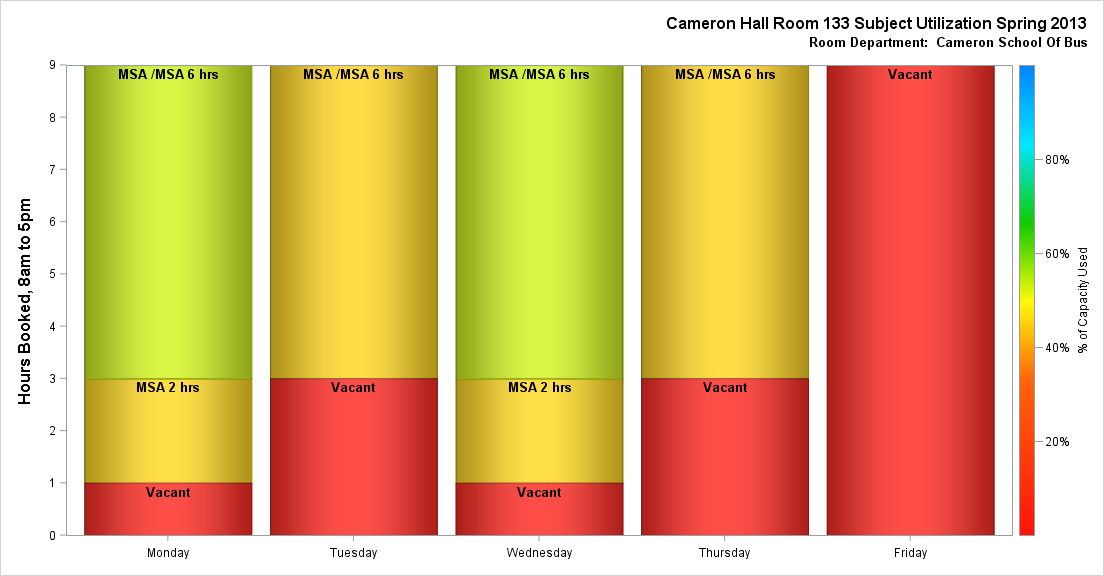 Cameron Hall Room 133 Subject Utilization Spring 2013
Room Department:  Cameron School Of Bus
Hours Booked, 8am to 5pm
9
8
7
6
5
4
3
2
1
0
MSA /MSA 6 hrs
MSA 2 hrs
Vacant
MSA /MSA 6 hrs
Vacant
MSA /MSA 6 hrs
MSA 2 hrs
Vacant
MSA /MSA 6 hrs
Vacant
Vacant
Monday
Tuesday
Wednesday
Thursday
Friday
80%
60%
40%
20%
% of Capacity Used